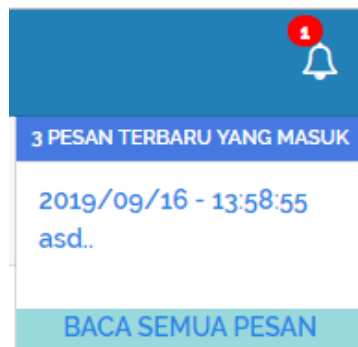 1
3 PESAN TERBARU YANG MASUK
2019/09/16 - 13:58:55
asd..
BACA SEMUA PESAN